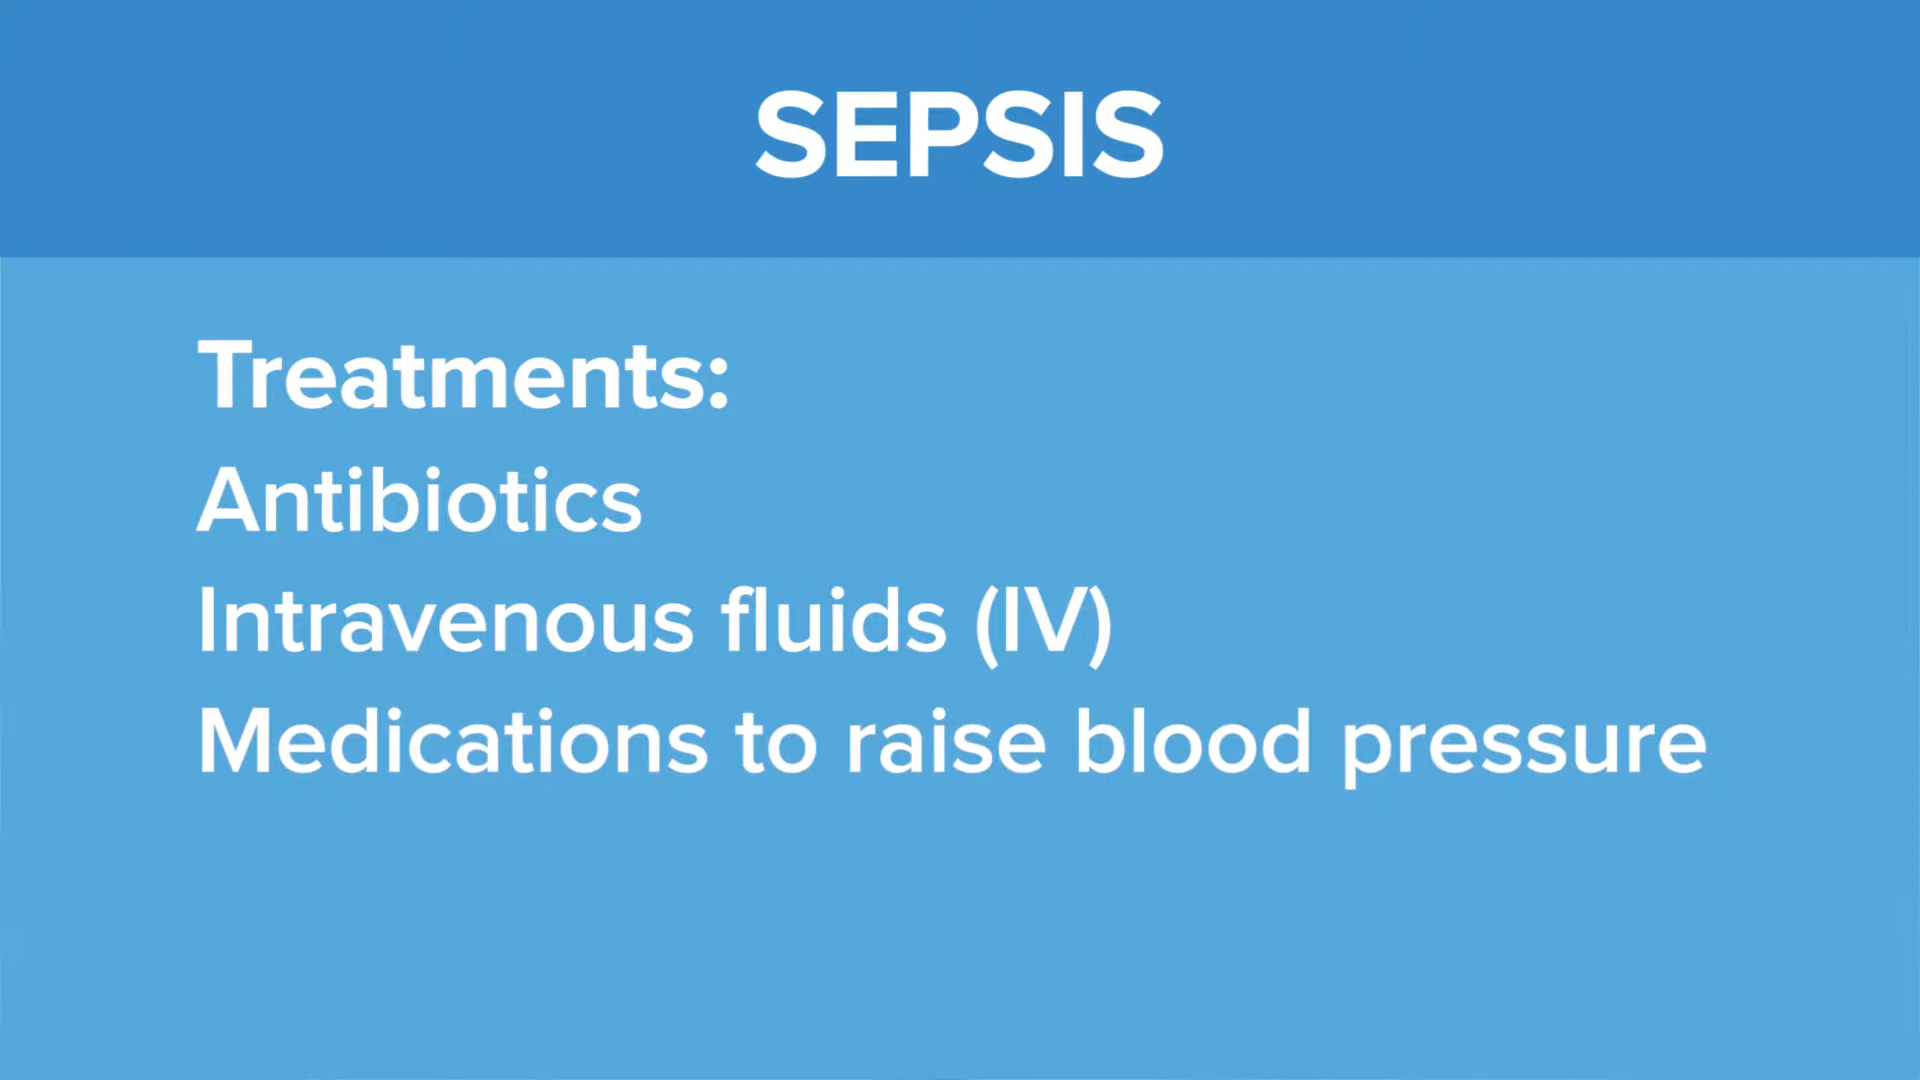 SEPSIS
Treatments:
Antibiotics
Intravenous fluids (IV)
Medications to raise blood pressure